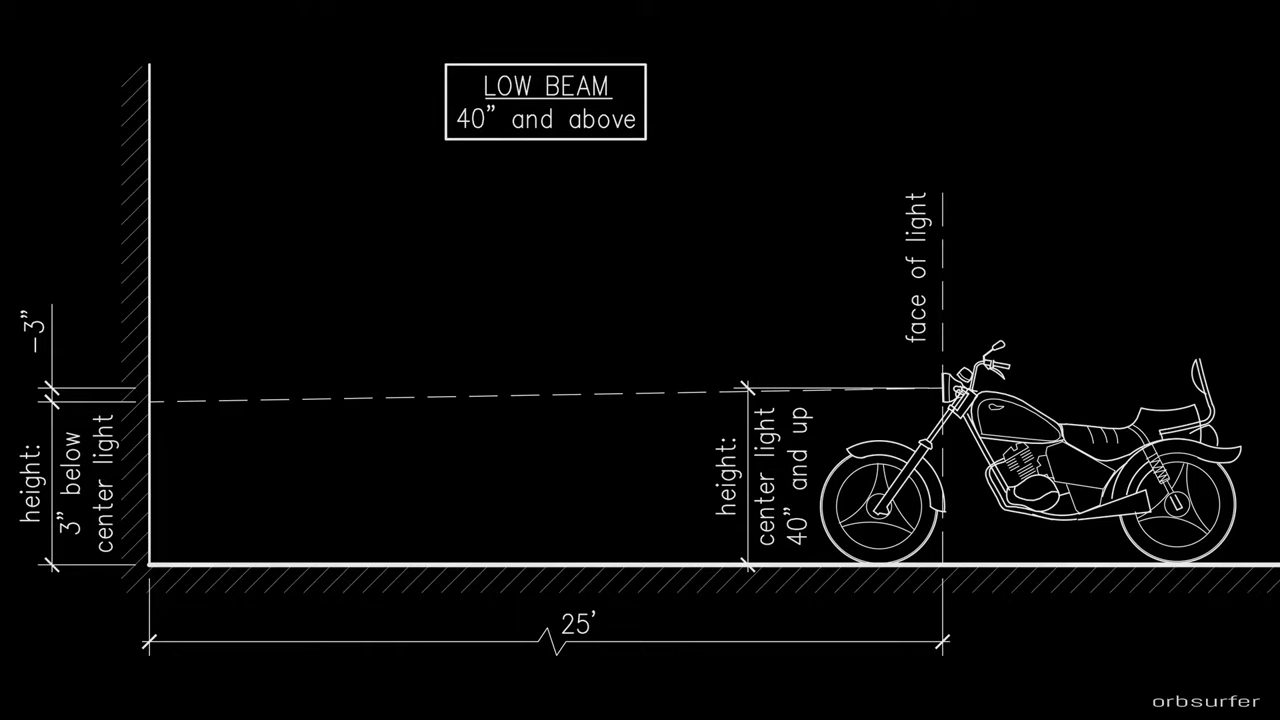 LOW BEAM
40” and above
face of light
–3”
height:
3” below
center light
height:
center light
40” and up
25'
orbsurfer